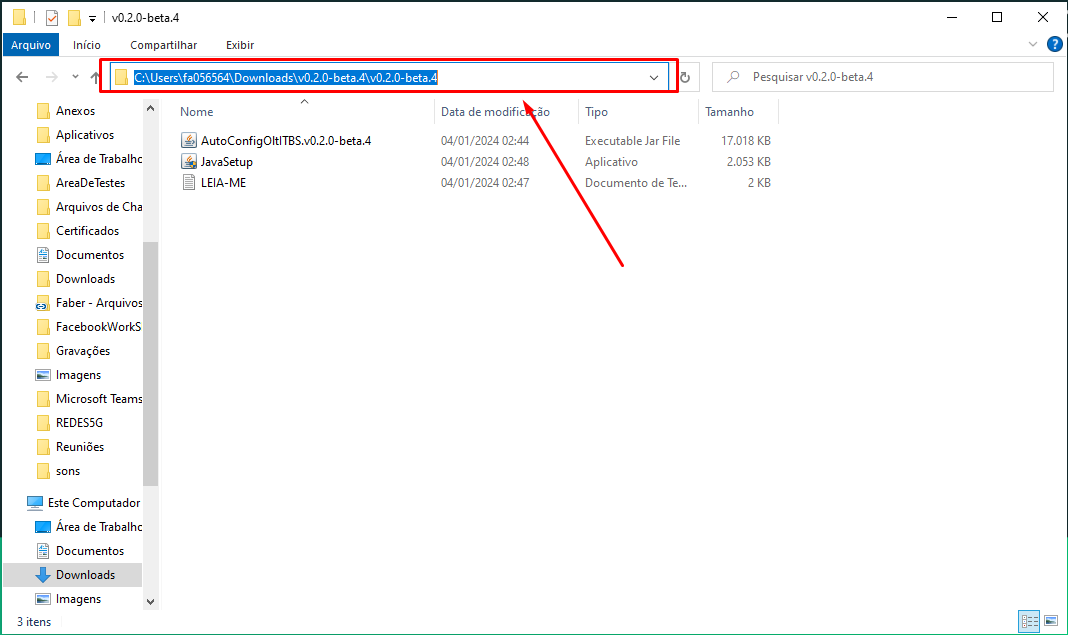 v0.2.0-beta.4
Arquivo Início Compartilhar Exibir
C:\Users\fa056564\Downloads\v0.2.0-beta.4\v0.2.0-beta.4
Pesquisar v0.2.0-beta.4
Nome Data de modificação Tipo Tamanho
AutoConfigOltITBS.v0.2.0-beta.4 04/01/2024 02:44 Executable Jar File 17.018 KB
JavaSetup 04/01/2024 02:48 Aplicativo 2.053 KB
LEIA-ME 04/01/2024 02:47 Documento de Te... 2 KB
Anexos
Aplicativos
Área de Trabalho
AreaDeTestes
Arquivos de Cha
Certificados
Documentos
Downloads
Faber - Arquivos
FacebookWorkS
Gravações
Imagens
Microsoft Teams
REDES5G
Reuniões
sons
Este Computador
Área de Trabalho
Documentos
Downloads
Imagens
3 itens